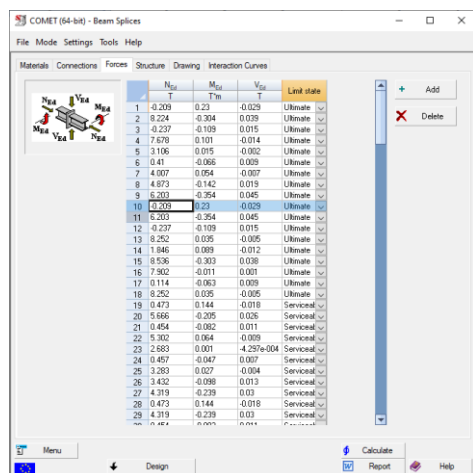 COMET (64-bit) - Beam Splices
File Mode Settings Tools Help
Materials Connections Forces Structure Drawing Interaction Curves
NEd VEd MEd
MEd VEd NEd
NEd MEd VEd Limit state
T T*m T
1 -0.209 0.23 -0.029 Ultimate
2 8.224 -0.304 0.039 Ultimate
3 -0.237 -0.109 0.015 Ultimate
4 7.678 0.101 -0.014 Ultimate
5 3.106 0.015 -0.002 Ultimate
6 0.41 -0.066 0.009 Ultimate
7 4.007 0.054 -0.007 Ultimate
8 4.873 -0.142 0.019 Ultimate
9 6.203 -0.354 0.045 Ultimate
10 -0.209 0.23 -0.029 Ultimate
11 6.203 -0.354 0.045 Ultimate
12 -0.237 -0.109 0.015 Ultimate
13 8.252 0.035 -0.005 Ultimate
14 1.846 0.089 -0.012 Ultimate
15 8.536 -0.303 0.038 Ultimate
16 7.902 -0.011 0.001 Ultimate
17 0.114 -0.063 0.009 Ultimate
18 8.252 0.035 -0.005 Ultimate
19 0.473 0.144 -0.018 Serviceal
20 5.666 -0.205 0.026 Serviceal
21 0.454 -0.082 0.011 Serviceal
22 5.302 0.064 -0.009 Serviceal
23 2.683 0.001 -4.297e-004 Serviceal
24 0.457 -0.047 0.007 Serviceal
25 3.283 0.027 -0.004 Serviceal
26 3.432 -0.098 0.013 Serviceal
27 4.319 -0.239 0.03 Serviceal
28 0.473 0.144 -0.018 Serviceal
29 4.319 -0.239 0.03 Serviceal
Add
Delete
Menu Calculate
Design Report Help